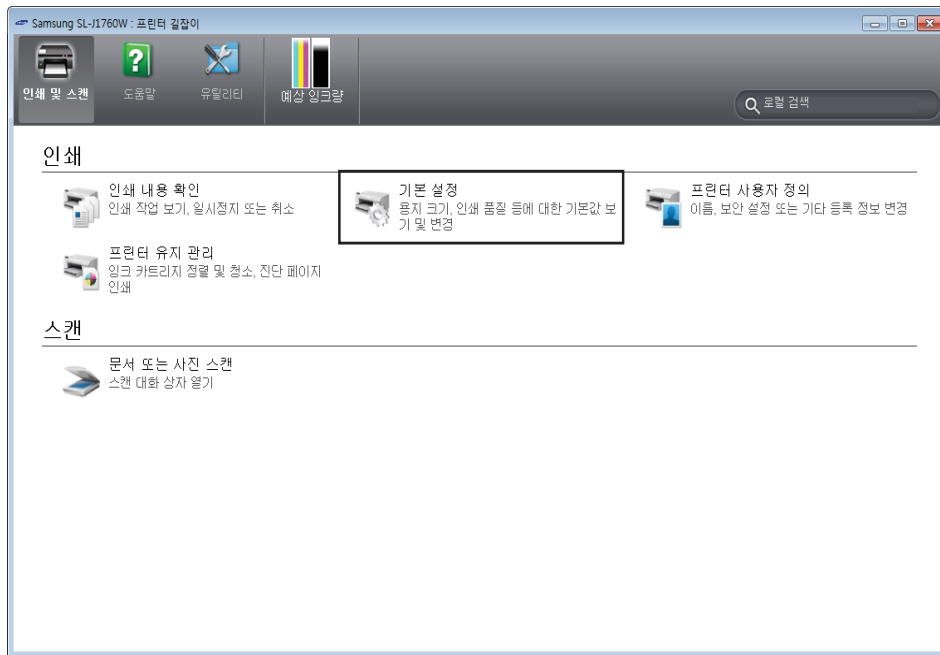 Samsung SL-J1760W : 프린터 길잡이
인쇄 및 스캔
도움말
유틸리티
예상 잉크량
로컬 검색
인쇄
인쇄 내용 확인
인쇄 작업 보기, 일시정지 또는 취소
기본 설정
용지 크기, 인쇄 품질 등에 대한 기본값 보
기 및 변경
프린터 사용자 정의
이름, 보안 설정 또는 기타 등록 정보 변경
프린터 유지 관리
잉크 카트리지 정렬 및 청소, 진단 페이지
인쇄
스캔
문서 또는 사진 스캔
스캔 대화 상자 열기